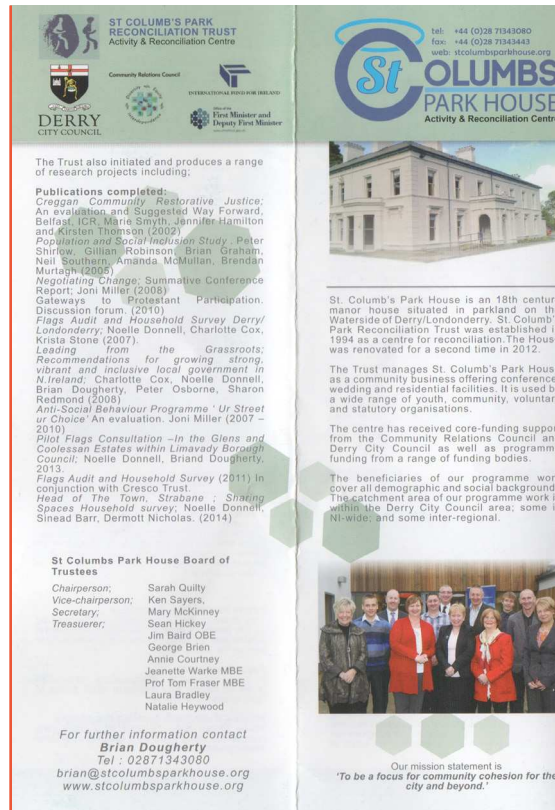 ST COLUMB'S PARK
RECONCILIATION TRUST
Activity & Reconciliation Centre
Community Relations Council
INTERNATIONAL FUND FOR IRELAND
DERRY
CITY COUNCIL
Office of the
First Minister and
Deputy First Minister
The Trust also initiated and produces a range
of research projects including;
Publications completed:
Creggan Community Restorative Justice;
An evaluation and Suggested Way Forward,
Belfast, ICR, Marie Smyth, Jennifer Hamilton
and Kirsten Thomson (2002)
Population and Social Inclusion Study . Peter
Shirlow, Gillian Robinson; Brian Graham,
Neil Southern, Amanda McMullan, Brendan
Murtagh (2005)
Negotiating Change; Summative Conference
Report; Joni Miller (2008)
Gateways to Protestant Participation.
Discussion forum. (2010)
Flags Audit and Household Survey Derry/
Londonderry; Noelle Donnell, Charlotte Cox,
Krista Stone (2007).
Leading from the Grassroots;
Recommendations for growing strong,
vibrant and inclusive local government in
N.Ireland; Charlotte Cox, Noelle Donnell,
Brian Dougherty. Peter Osborne, Sharon
Redmond (2008)
Anti-Social Behaviour Programme ' Ur Street
ur Choice' An evaluation. Joni Miller (2007 –
2010)
Pilot Flags Consultation –In the Glens and
Coolessan Estates within Limavady Borough
Council; Noelle Donnell, Briand Dougherty,
2013.
Flags Audit and Household Survey (2011) In
conjunction with Cresco Trust.
Head of The Town, Strabane ; Sharing
Spaces Household survey; Noelle Donnell,
Sinead Barr, Dermott Nicholas. (2014)
St Columbs Park House Board of
Trustees
Chairperson; Sarah Quilty
Vice-chairperson; Ken Sayers,
Secretary; Mary McKinney
Treasuerer; Sean Hickey
Jim Baird OBE
George Brien
Annie Courtney
Jeanette Warke MBE
Prof Tom Fraser MBE
Laura Bradley
Natalie Heywood
For further information contact
Brian Dougherty
Tel : 02871343080
brian@stcolumbsparkhouse.org
www.stcolumbsparkhouse.org
tel: +44 (0)28 71343080
fax: +44 (0)28 71343443
web: stcolumbsparkhouse.org
St COLUMBS
PARK HOUSE
Activity & Reconciliation Centre
St. Columb's Park House is an 18th centur
manor house situated in parkland on the
Waterside of Derry/Londonderry. St. Columb'
Park Reconciliation Trust was established i
1994 as a centre for reconciliation.The Hous
was renovated for a second time in 2012.
The Trust manages St. Columb's Park Hous
as a community business offering conference
wedding and residential facilities. It is used b
a wide range of youth, community, voluntar
and statutory organisations.
The centre has received core-funding suppor
from the Community Relations Council an
Derry City Council as well as programm
funding from a range of funding bodies.
The beneficiaries of our programme wor
cover all demographic and social background
The catchment area of our programme work i
within the Derry City Council area; some i
NI-wide; and some inter-regional.
Our mission statement is
'To be a focus for community cohesion for the
city and beyond.'